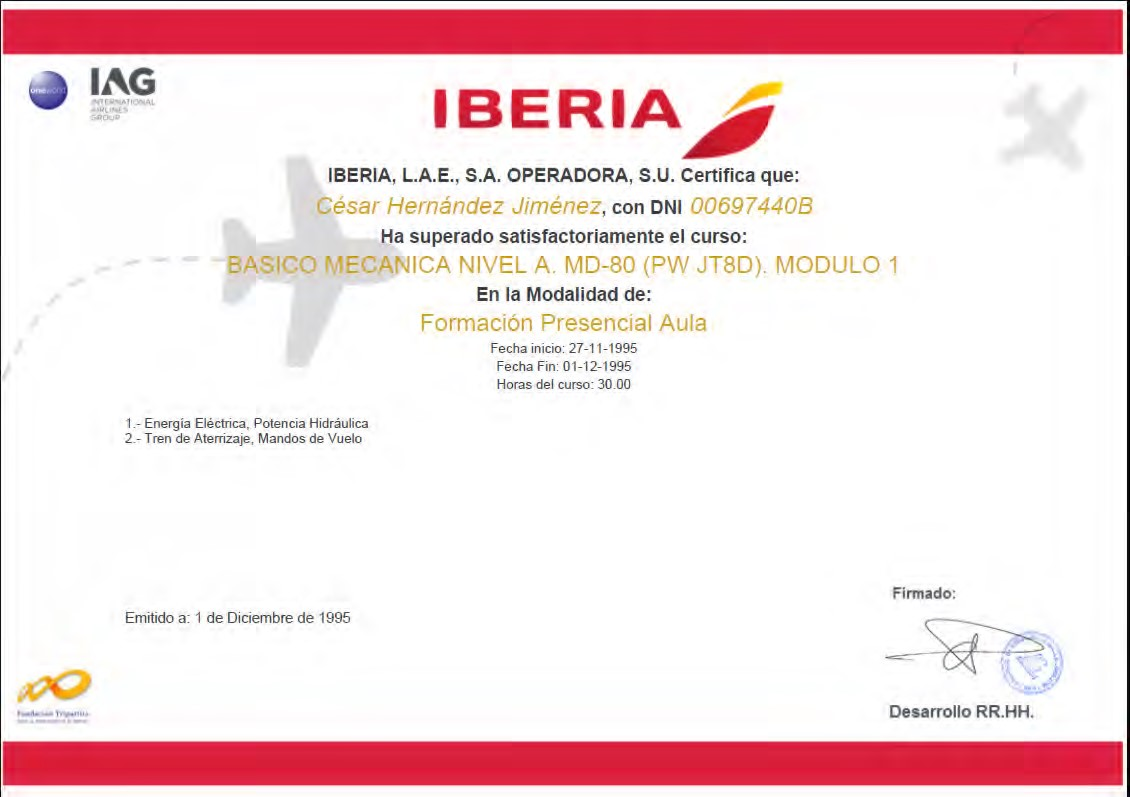 oneworld
IAG
INTERNATIONAL
AIRLINES
GROUP
IBERIA
IBERIA, L.A.E., S.A. OPERADORA, S.U. Certifica que:
César Hernández Jiménez, con DNI 00697440B
Ha superado satisfactoriamente el curso:
BASICO MECANICA NIVEL A. MD-80 (PW JT8D). MODULO 1
En la Modalidad de:
Formación Presencial Aula
Fecha inicio: 27-11-1995
Fecha Fin: 01-12-1995
Horas del curso: 30.00
1.- Energía Eléctrica, Potencia Hidráulica
2.- Tren de Aterrizaje, Mandos de Vuelo
Emitido a: 1 de Diciembre de 1995
Firmado:
Desarrollo RR.HH.
Fundación Tripartita